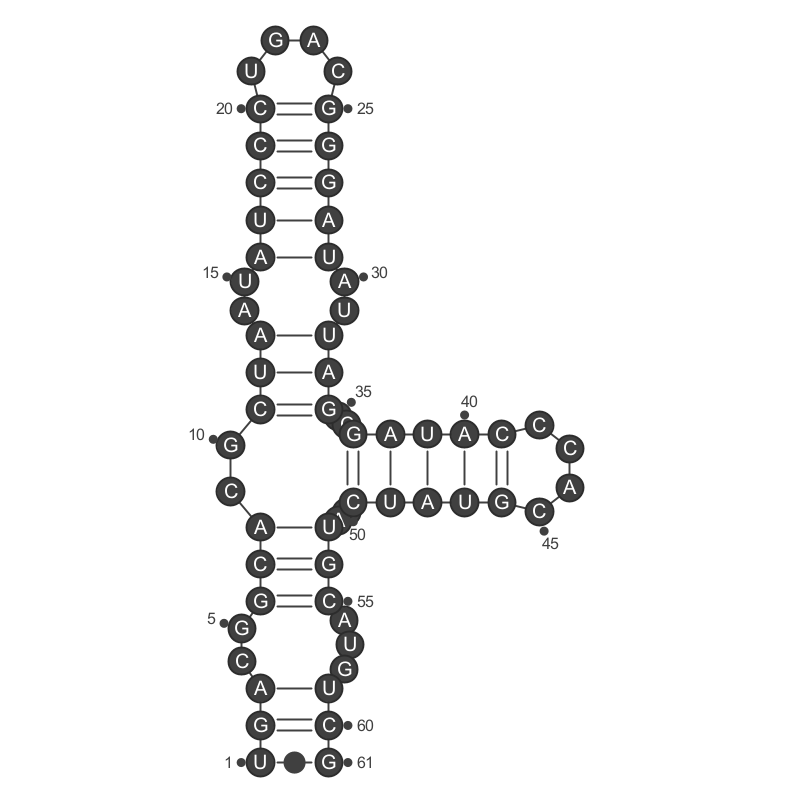 G A
U C
20 C G 25
C G
C G
U A
A U
15 U A 30
A U
A U
U A
35
C G 40
G A U A C C
10 G C
C A
C U A U G C
A U 50
45
C G
G C 55
5 G A
U
C G
A U
G C 60
1 U G 61